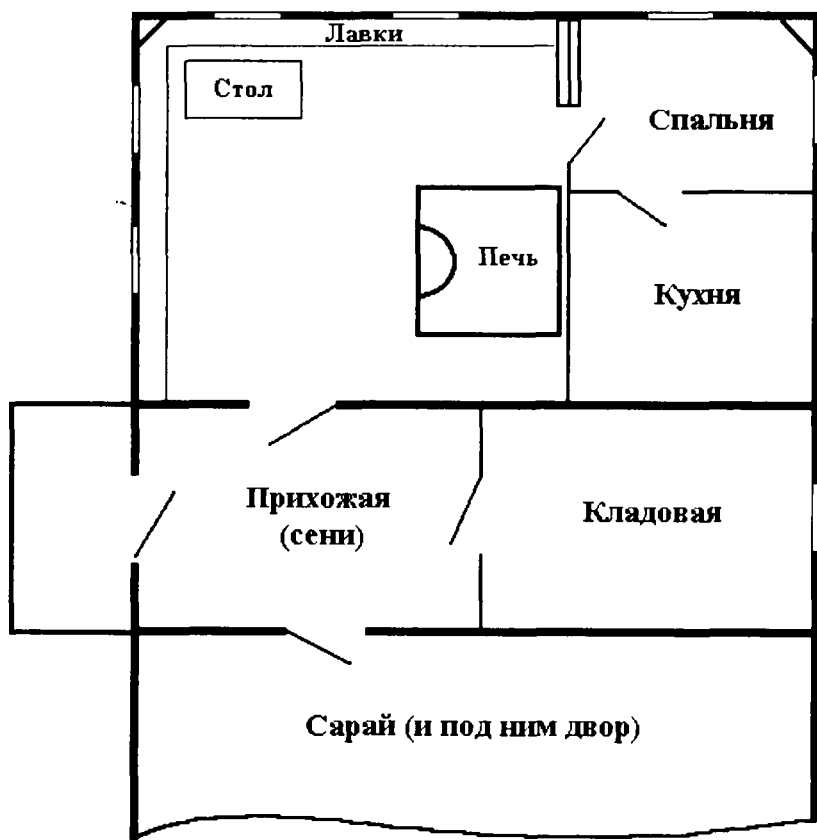 Лавки
Стол
Спальня
Печь
Кухня
Прихожая
(сени)
Кладовая
Сарай (и под ним двор)